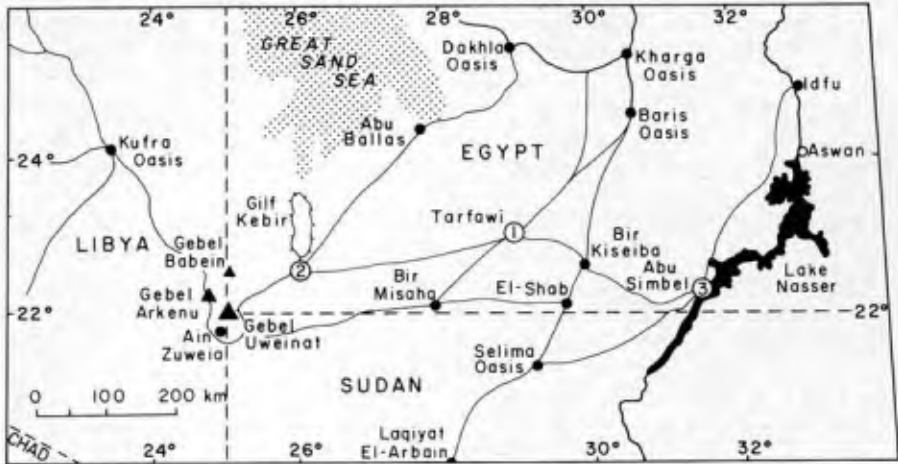 24° 26° 28° 30° 32°
GREAT
SAND
SEA
Dakhla
Oasis
Kharga
Oasis
Idfu
Kufra
Oasis
Abu
Ballas
Baris
Oasis
24°
24°
EGYPT
Aswan
Gilf
Kebir
Tarfawi
1
LIBYA
Gebel
Babein
2
Bir
Kiseiba
Abu
Simbel
3
Lake
Nasser
Bir
Misaha
El-Shab
Gebel
Arkenu
22°
22°
Ain
Zuweia
Gebel
Uweinat
Selima
Oasis
SUDAN
0 100 200 km
Laqiyat
El-Arbain
CHAD
24° 26° 30° 32°